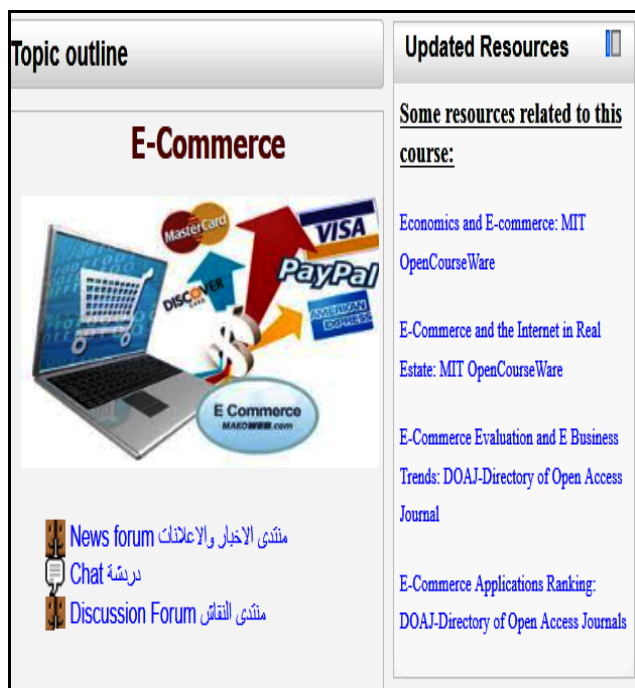 Topic outline
E-Commerce
MasterCard
VISA
PayPal
DISCOVER
CARD
AMERICAN
EXPRESS
$
E Commerce
MAKDWEB.com
News forum منتدى الاخبار والاعلانات
Chat دردشة
Discussion Forum منتدى النقاش
Updated Resources
Some resources related to this
course:
Economics and E-commerce: MIT
OpenCourseWare
E-Commerce and the Internet in Real
Estate: MIT OpenCourseWare
E-Commerce Evaluation and E Business
Trends: DOAJ-Directory of Open Access
Journal
E-Commerce Applications Ranking:
DOAJ-Directory of Open Access Journals